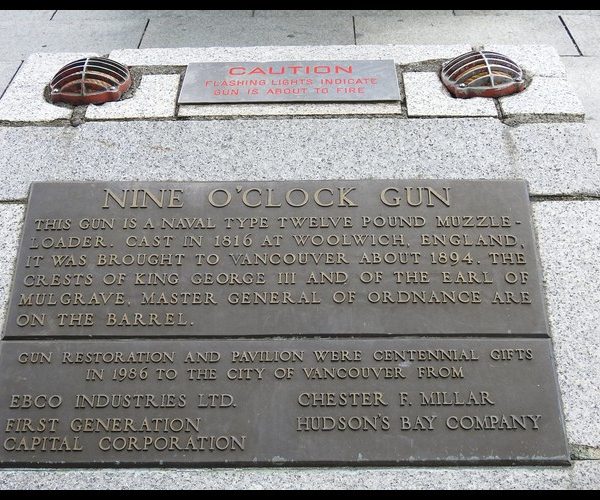 CAUTION
FLASHING LIGHTS INDICATE
GUN IS ABOUT TO FIRE
NINE O'CLOCK GUN
THIS GUN IS A NAVAL TYPE TWELVE POUND MUZZLE-
LOADER. CAST IN 1816 AT WOOLWICH, ENGLAND,
IT WAS BROUGHT TO VANCOUVER ABOUT 1894. THE
CRESTS OF KING GEORGE III AND OF THE EARL OF
MULGRAVE, MASTER GENERAL OF ORDNANCE ARE
ON THE BARREL.
GUN RESTORATION AND PAVILION WERE CENTENNIAL GIFTS
IN 1986 TO THE CITY OF VANCOUVER FROM
EBCO INDUSTRIES LTD.
FIRST GENERATION
CAPITAL CORPORATION
CHESTER F. MILLAR
HUDSON'S BAY COMPANY